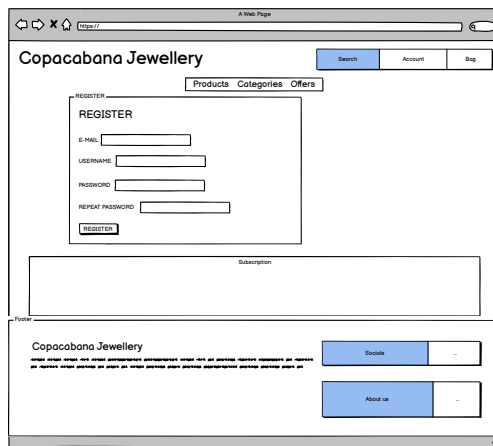 A Web Page
https://
Copacabana Jewellery
Search Account Bag
Products Categories Offers
REGISTER
REGISTER
E-MAIL
USERNAME
PASSWORD
REPEAT PASSWORD
REGISTER
Subscription
Footer
Copacabana Jewellery
Socials ...
About us ...